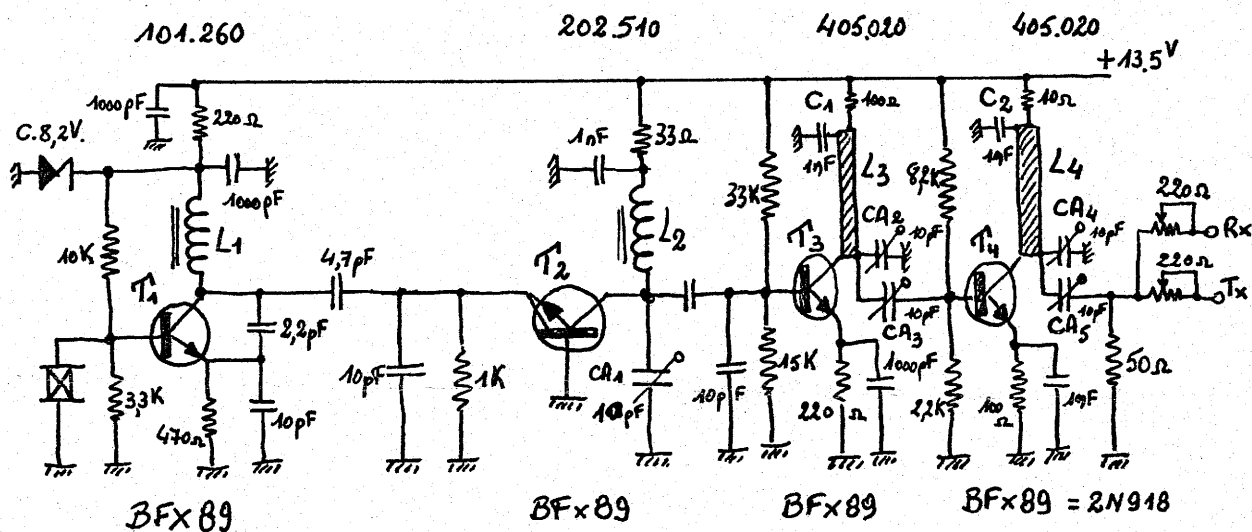 101.260
202.510
405.020
405.020
+13.5V
1000pF
220Ω
C.8,2V.
1000pF
10K
L1
T1
2,2pF
3,3K
470Ω
10pF
4,7pF
10pF
1K
T2
1nF
33Ω
L2
CA1
10pF
33K
15K
C1
100Ω
1nF
L3
CA2
10pF
T3
10pF
CA3
1000pF
220Ω
8,2K
2,2K
C2
10Ω
1nF
L4
CA4
10pF
T4
10pF
CA5
100Ω
1nF
50Ω
220Ω
Rx
220Ω
Tx
10pF
BFX89
BFX89
BFX89
BFX89 = 2N918